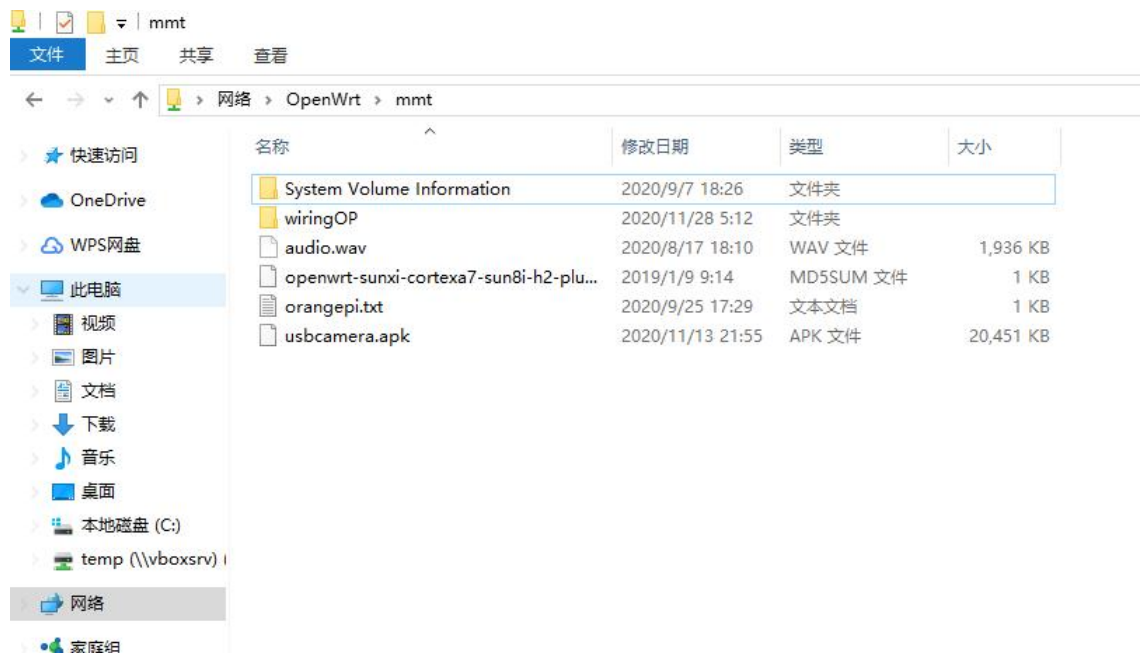 mmt
文件 主页 共享 查看
网络 OpenWrt mmt
快速访问
OneDrive
WPS网盘
此电脑
视频
图片
文档
下载
音乐
桌面
本地磁盘 (C:)
temp (\\vboxsrv) (
网络
家庭组
名称 修改日期 类型 大小
System Volume Information 2020/9/7 18:26 文件夹
wiringOP 2020/11/28 5:12 文件夹
audio.wav 2020/8/17 18:10 WAV 文件 1,936 KB
openwrt-sunxi-cortexa7-sun8i-h2-plu... 2019/1/9 9:14 MD5SUM 文件 1 KB
orangepi.txt 2020/9/25 17:29 文本文档 1 KB
usbcamera.apk 2020/11/13 21:55 APK 文件 20,451 KB